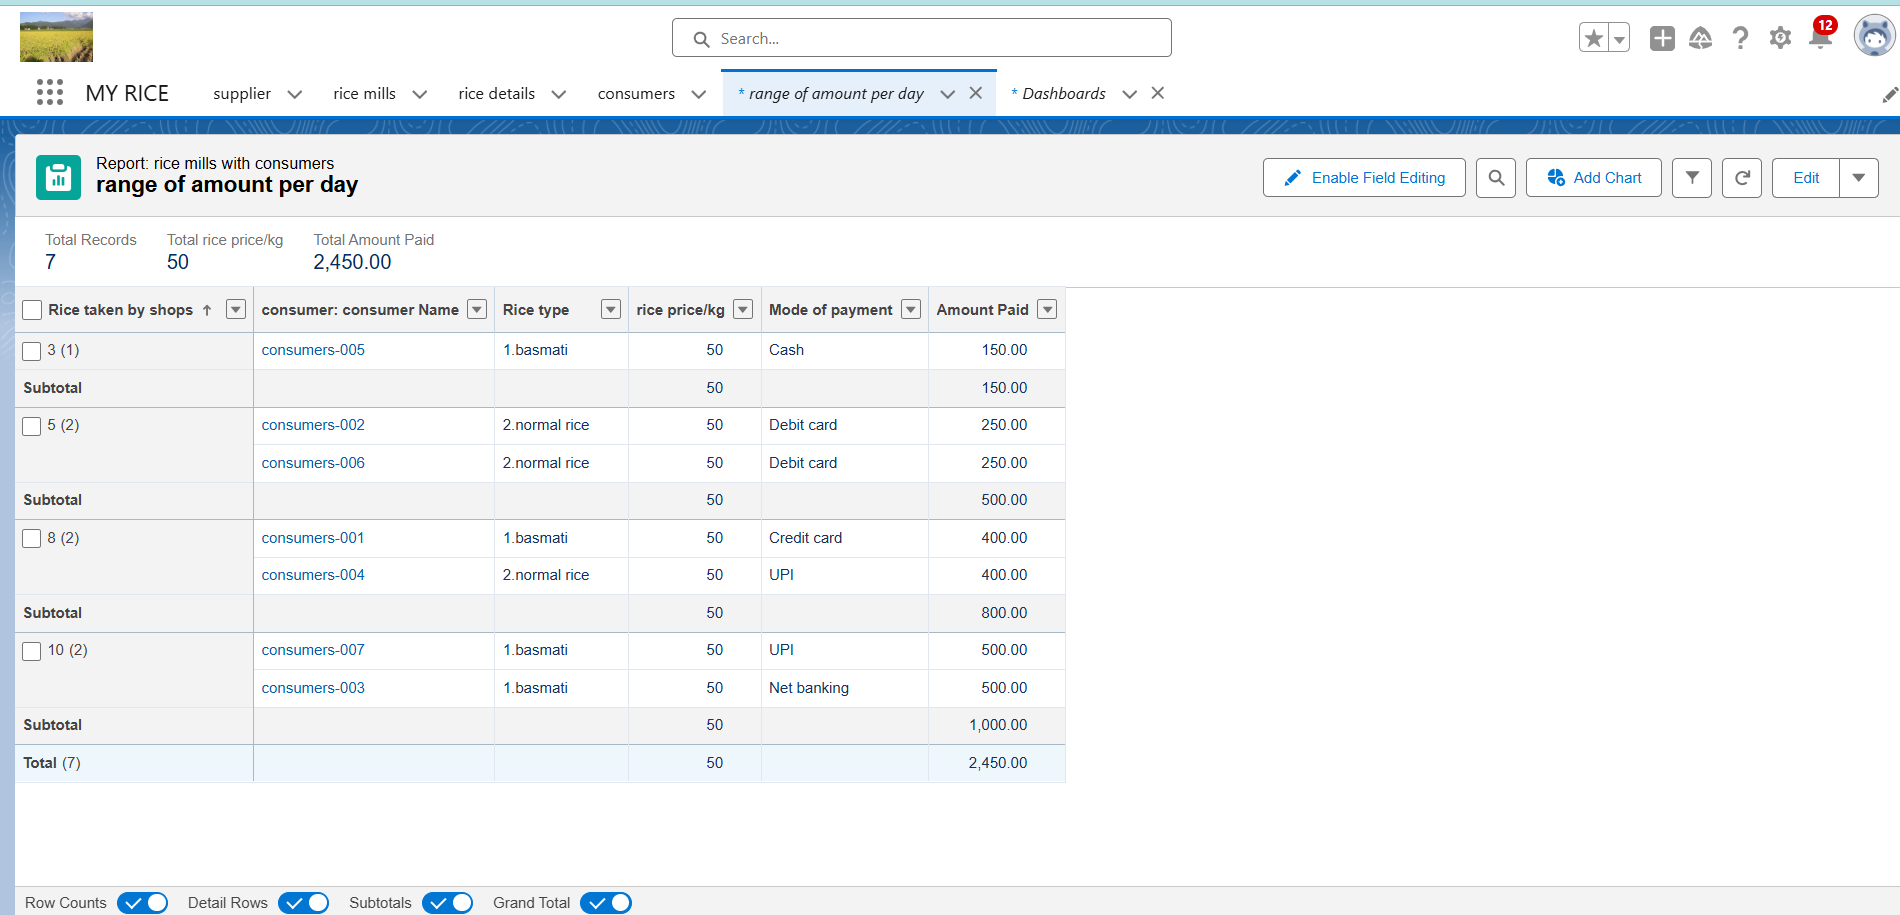 Search...
12
MY RICE supplier rice mills rice details consumers * range of amount per day * Dashboards
Report: rice mills with consumers
range of amount per day
Enable Field Editing Add Chart Edit
Total Records Total rice price/kg Total Amount Paid
7 50 2,450.00
Rice taken by shops ↑ consumer: consumer Name Rice type rice price/kg Mode of payment Amount Paid
3 (1) consumers-005 1.basmati 50 Cash 150.00
Subtotal 50 150.00
5 (2) consumers-002 2.normal rice 50 Debit card 250.00
consumers-006 2.normal rice 50 Debit card 250.00
Subtotal 50 500.00
8 (2) consumers-001 1.basmati 50 Credit card 400.00
consumers-004 2.normal rice 50 UPI 400.00
Subtotal 50 800.00
10 (2) consumers-007 1.basmati 50 UPI 500.00
consumers-003 1.basmati 50 Net banking 500.00
Subtotal 50 1,000.00
Total (7) 50 2,450.00
Row Counts Detail Rows Subtotals Grand Total